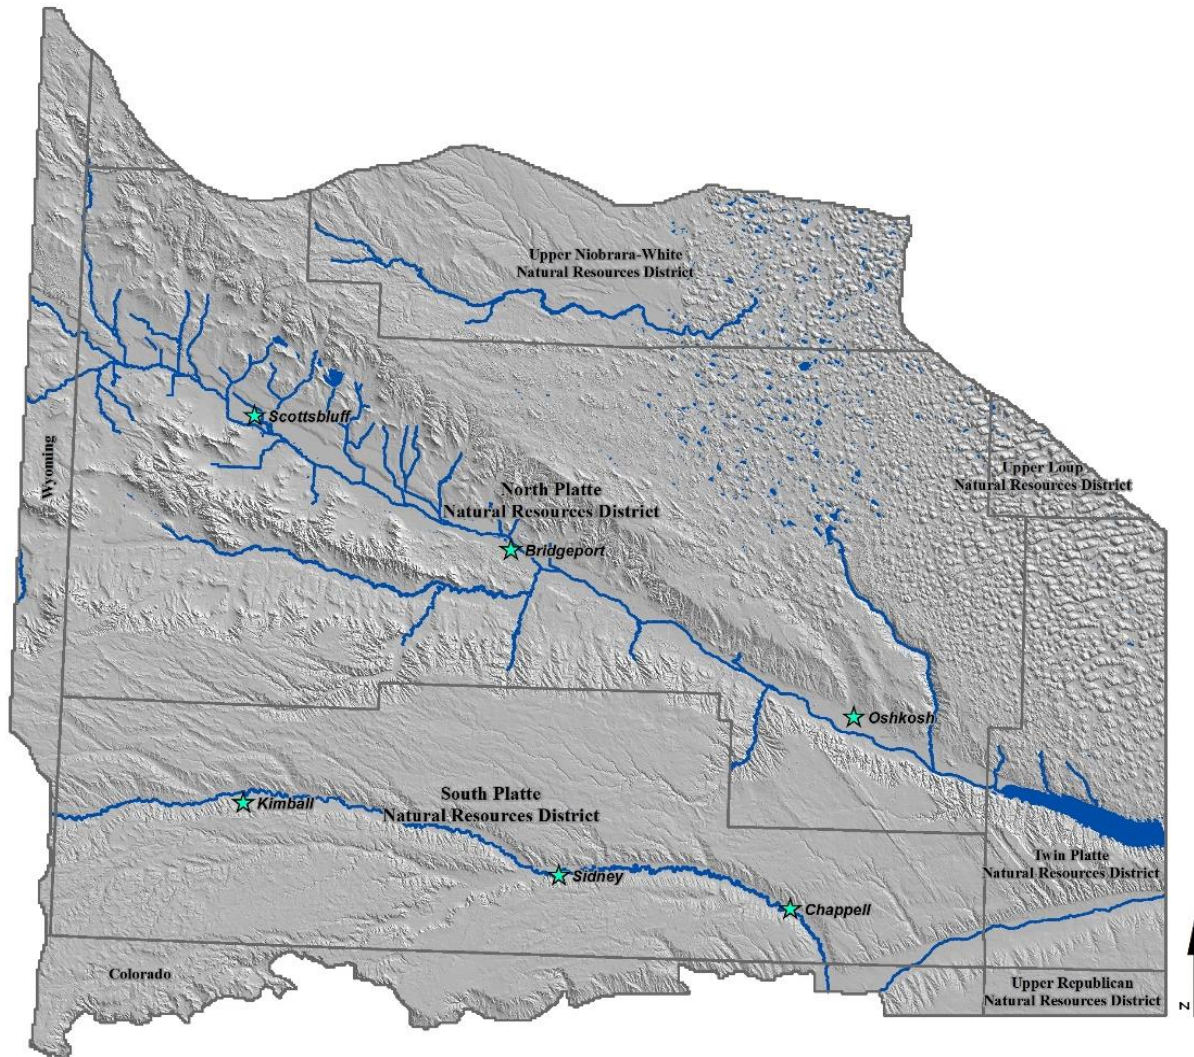 Upper Niobrara-White
Natural Resources District
Scottsbluff
Wyoming
Upper Loup
Natural Resources District
North Platte
Natural Resources District
Bridgeport
Oshkosh
Kimball
South Platte
Natural Resources District
Sidney
Twin Platte
Natural Resources District
Chappell
Colorado
Upper Republican
Natural Resources District
N